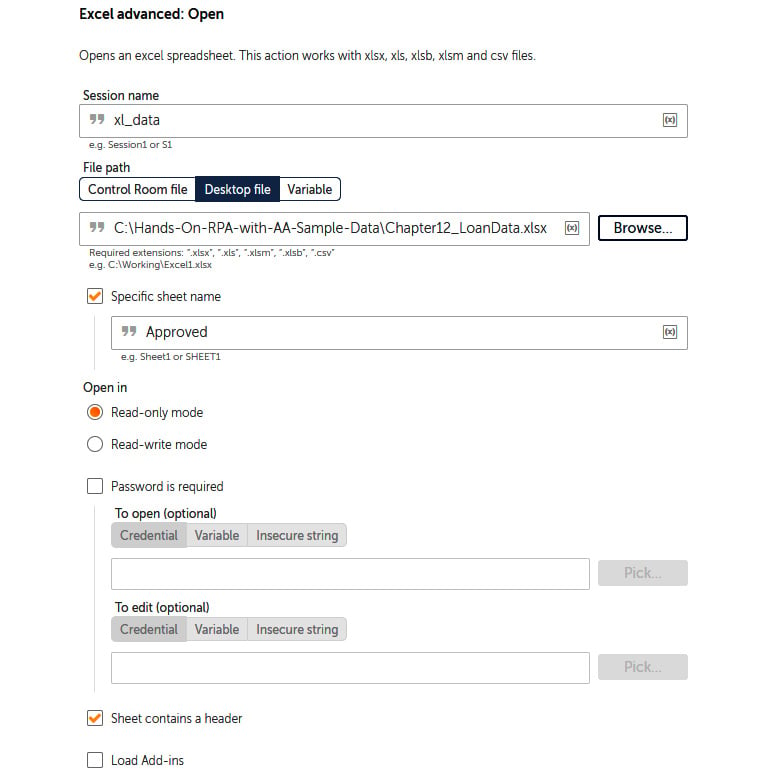 Excel advanced: Open
Opens an excel spreadsheet. This action works with xlsx, xls, xlsb, xlsm and csv files.
Session name
xl_data (x)
e.g. Session1 or S1
File path
Control Room file Desktop file Variable
C:\Hands-On-RPA-with-AA-Sample-Data\Chapter12_LoanData.xlsx (x) Browse...
Required extensions: ".xlsx", ".xls", ".xlsm", ".xlsb", ".csv"
e.g. C:\Working\Excel1.xlsx
Specific sheet name
Approved (x)
e.g. Sheet1 or SHEET1
Open in
Read-only mode
Read-write mode
Password is required
To open (optional)
Credential Variable Insecure string
Pick...
To edit (optional)
Credential Variable Insecure string
Pick...
Sheet contains a header
Load Add-ins